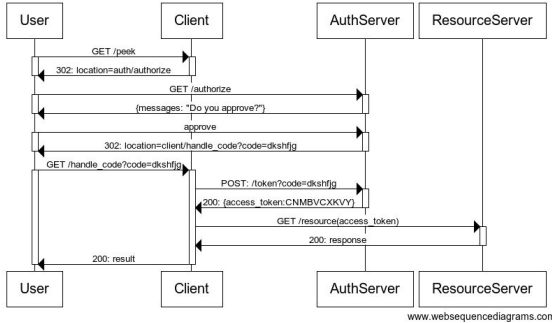 User Client AuthServer ResourceServer
GET /peek
302: location=auth/authorize
GET /authorize
{messages: "Do you approve?"}
approve
302: location=client/handle_code?code=dkshfjg
GET /handle_code?code=dkshfjg
POST: /token?code=dkshfjg
200: {access_token:CNMBVCXKVY}
GET /resource(access_token)
200: response
200: result
User Client AuthServer ResourceServer
www.websequencediagrams.com